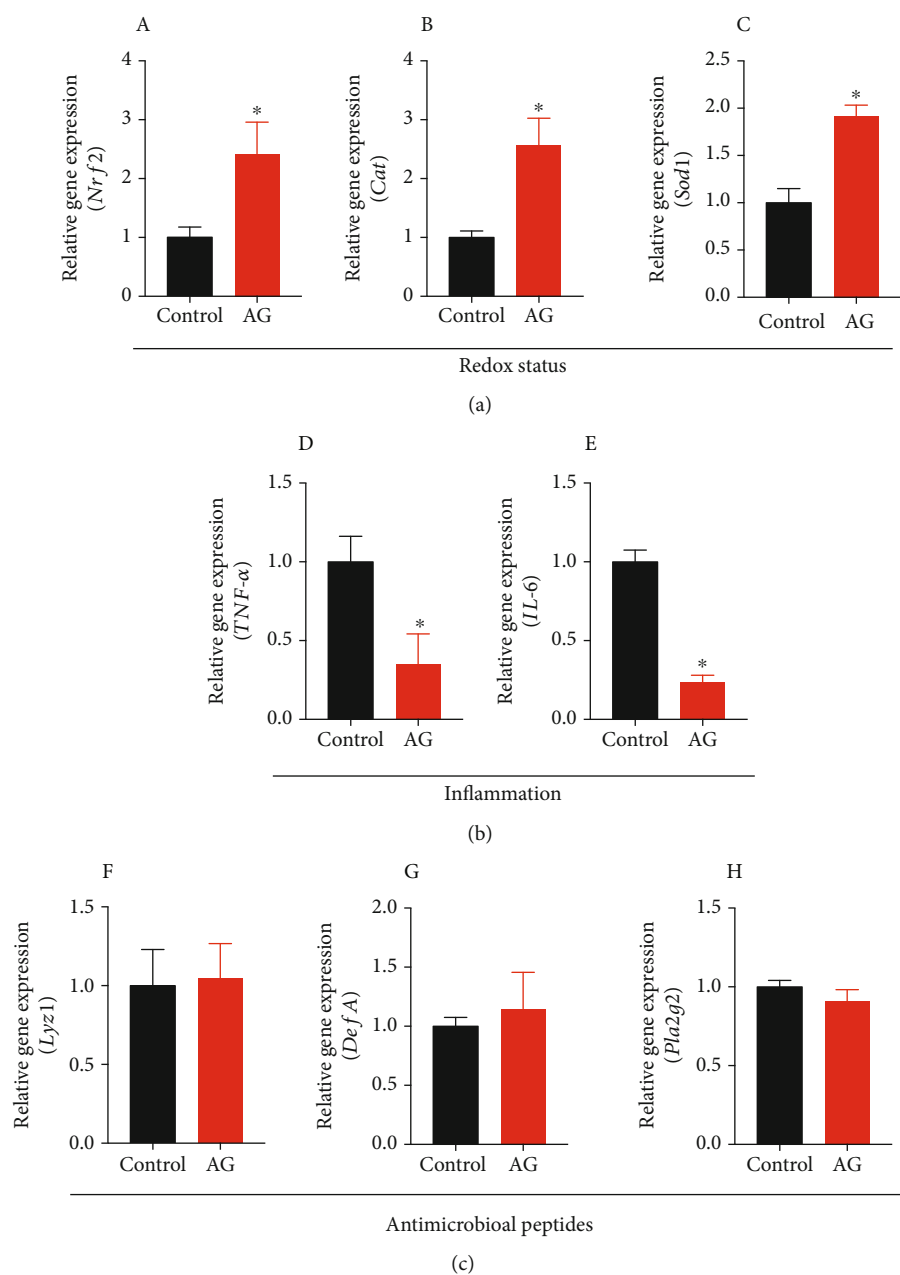 A
B
C
Relative gene expression
(Nrf2)
4
3
2
1
0
*
Control
AG
Relative gene expression
(Cat)
4
3
2
1
0
*
Control
AG
Relative gene expression
(Sod1)
2.5
2.0
1.5
1.0
0.5
0.0
*
Control
AG
Redox status
(a)
D
E
Relative gene expression
(TNF-α)
1.5
1.0
0.5
0.0
*
Control
AG
Relative gene expression
(IL-6)
1.5
1.0
0.5
0.0
*
Control
AG
Inflammation
(b)
F
G
H
Relative gene expression
(Lyz1)
1.5
1.0
0.5
0.0
Control
AG
Relative gene expression
(DefA)
2.0
1.5
1.0
0.5
0.0
Control
AG
Relative gene expression
(Pla2g2)
1.5
1.0
0.5
0.0
Control
AG
Antimicrobioal peptides
(c)